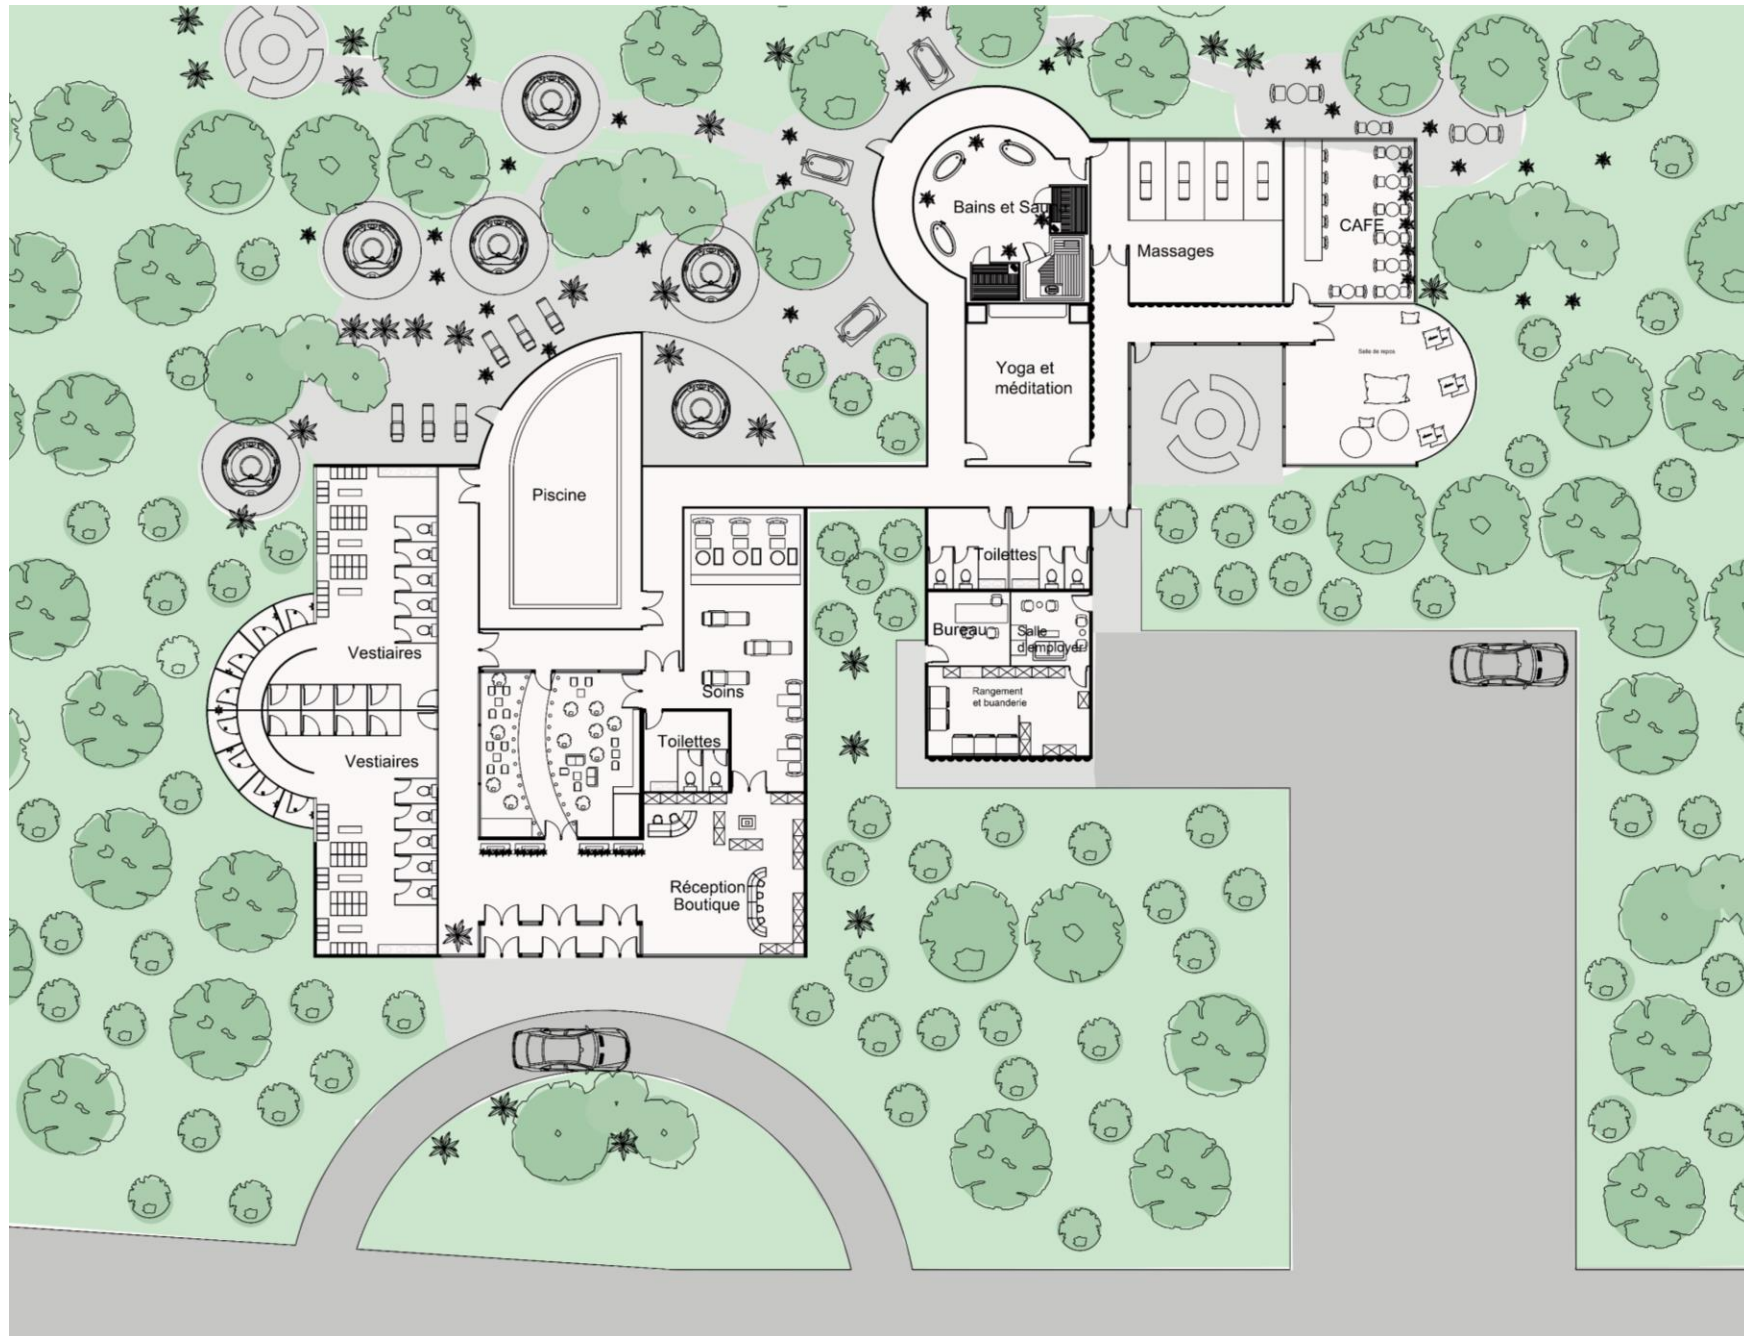 Bains et Sauna
Massages
CAFE
Salle de repos
Yoga et
méditation
Piscine
Toilettes
Bureau
Salle
d'employer
Vestiaires
Soins
Rangement
et buanderie
Toilettes
Vestiaires
Réception
Boutique